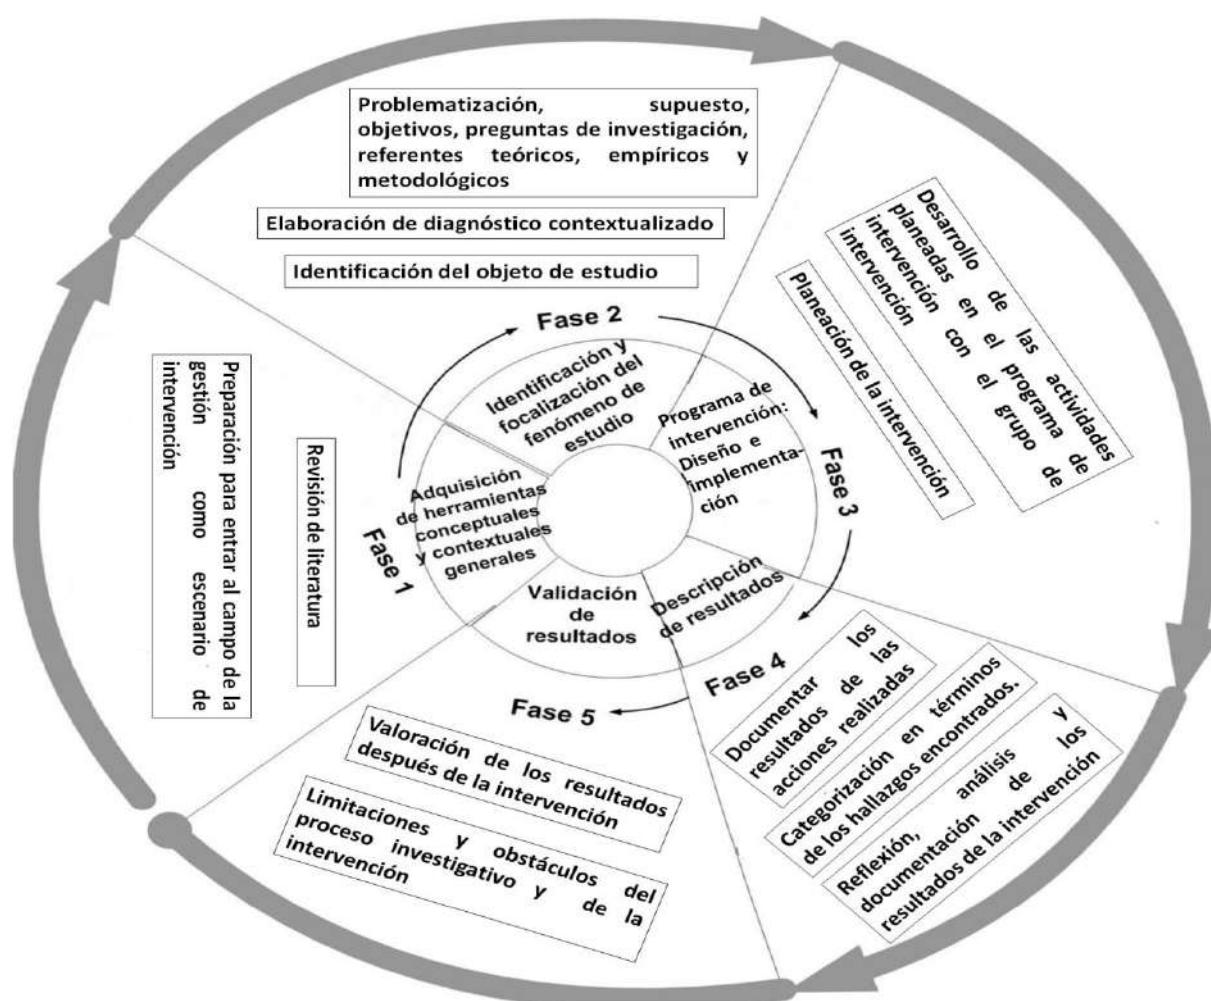 Problematización, supuesto,
objetivos, preguntas de investigación,
referentes teóricos, empíricos y
metodológicos
Elaboración de diagnóstico contextualizado
Identificación del objeto de estudio
Fase 2
Identificación y
focalización del
fenómeno de
estudio
Desarrollo de las actividades
planeadas en el programa de
intervención con el grupo de
intervención
Planeación de la intervención
Fase 3
Programa de
intervención:
Diseño e
implementa-
ción
Preparación para entrar al campo de la
gestión como escenario de
intervención
Revisión de literatura
Fase 1
Adquisición
de herramientas
conceptuales
y contextuales
generales
Validación
de
resultados
Descripción
de resultados
Fase 4
Documentar los
resultados de las
acciones realizadas
Categorización en términos
de los hallazgos encontrados.
Reflexión, análisis y
documentación de los
resultados de la intervención
Fase 5
Valoración de los resultados
después de la intervención
Limitaciones y obstáculos del
proceso investigativo y de la
intervención